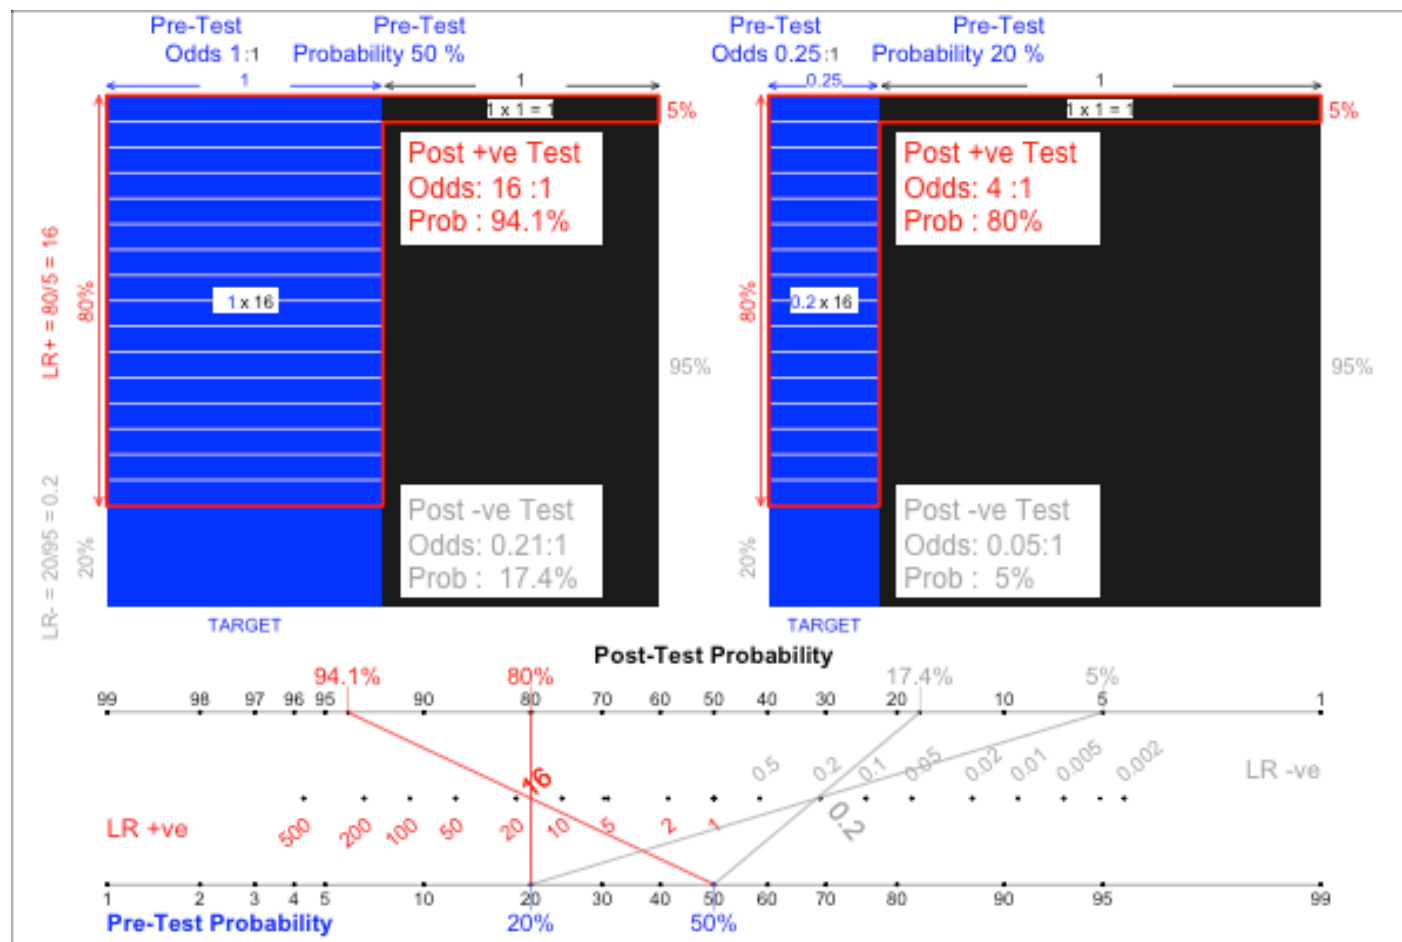 Pre-Test Pre-Test
Odds 1:1 Probability 50 %
1 1
1 x 1 = 1
5%
Post +ve Test
Odds: 16 :1
Prob : 94.1%
LR+ = 80/5 = 16
80%
1 x 16
95%
Post -ve Test
Odds: 0.21:1
Prob : 17.4%
LR- = 20/95 = 0.2
20%
TARGET
Pre-Test Pre-Test
Odds 0.25:1 Probability 20 %
0.25 1
1 x 1 = 1
5%
Post +ve Test
Odds: 4 :1
Prob : 80%
80%
0.2 x 16
95%
Post -ve Test
Odds: 0.05:1
Prob : 5%
20%
TARGET
Post-Test Probability
94.1% 80% 17.4% 5%
99 98 97 96 95 90 80 70 60 50 40 30 20 10 5 1
16
0.5 0.2 0.1 0.05 0.02 0.01 0.005 0.002
LR -ve
LR +ve
500 200 100 50 20 10 5 2 1
0.2
1 2 3 4 5 10 20 30 40 50 60 70 80 90 95 99
Pre-Test Probability 20% 50%